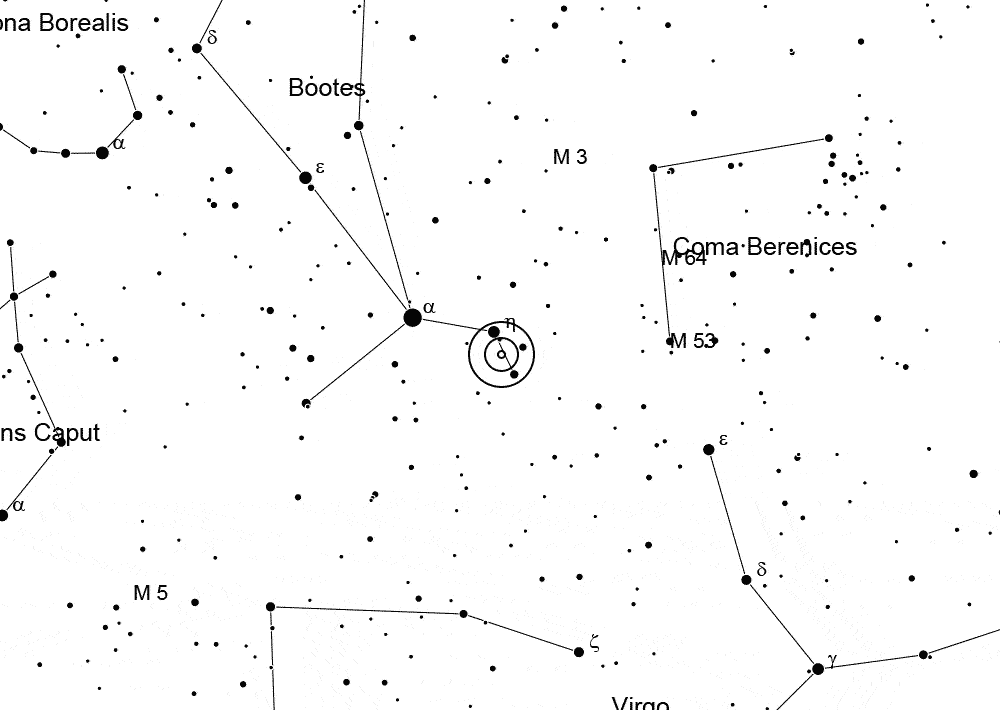 ona Borealis
δ
Bootes
α
M 3
ε
Coma Berenices
M 64
α
η
M 53
ns Caput
ε
α
δ
M 5
ζ
γ
Virgo